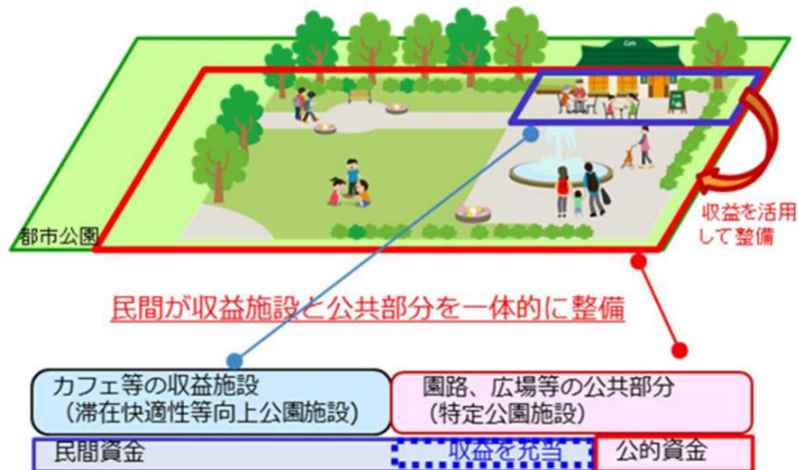 Cafe
都市公園
収益を活用
して整備
民間が収益施設と公共部分を一体的に整備
カフェ等の収益施設
（滞在快適性等向上公園施設)
園路、広場等の公共部分
（特定公園施設）
民間資金
収益を充当
公的資金